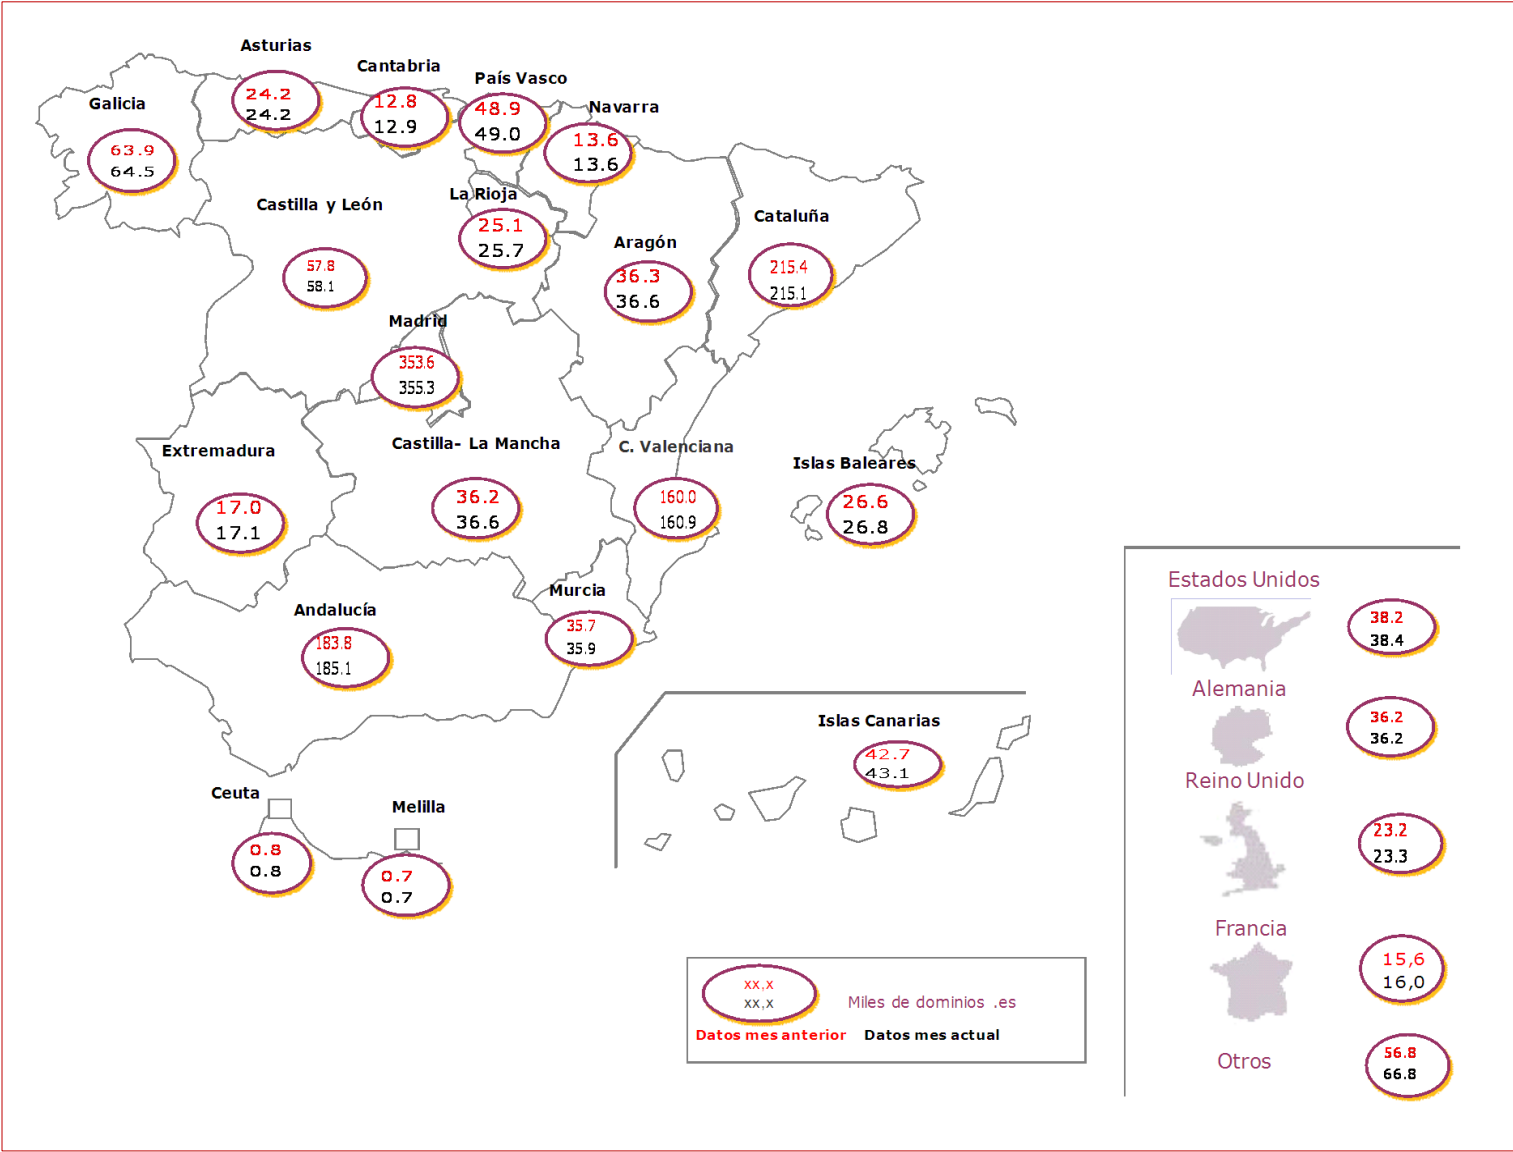 Asturias
24.2
24.2
Cantabria
12.8
12.9
País Vasco
48.9
49.0
Navarra
13.6
13.6
Galicia
63.9
64.5
Castilla y León
57.8
58.1
La Rioja
25.1
25.7
Aragón
36.3
36.6
Cataluña
215.4
215.1
Madrid
353.6
355.3
Extremadura
17.0
17.1
Castilla- La Mancha
36.2
36.6
C. Valenciana
160.0
160.9
Islas Baleares
26.6
26.8
Andalucía
183.8
185.1
Murcia
35.7
35.9
Islas Canarias
42.7
43.1
Ceuta
0.8
0.8
Melilla
0.7
0.7
xx,x
xx,x
Miles de dominios .es
Datos mes anterior Datos mes actual
Estados Unidos
38.2
38.4
Alemania
36.2
36.2
Reino Unido
23.2
23.3
Francia
15,6
16,0
Otros
56.8
66.8